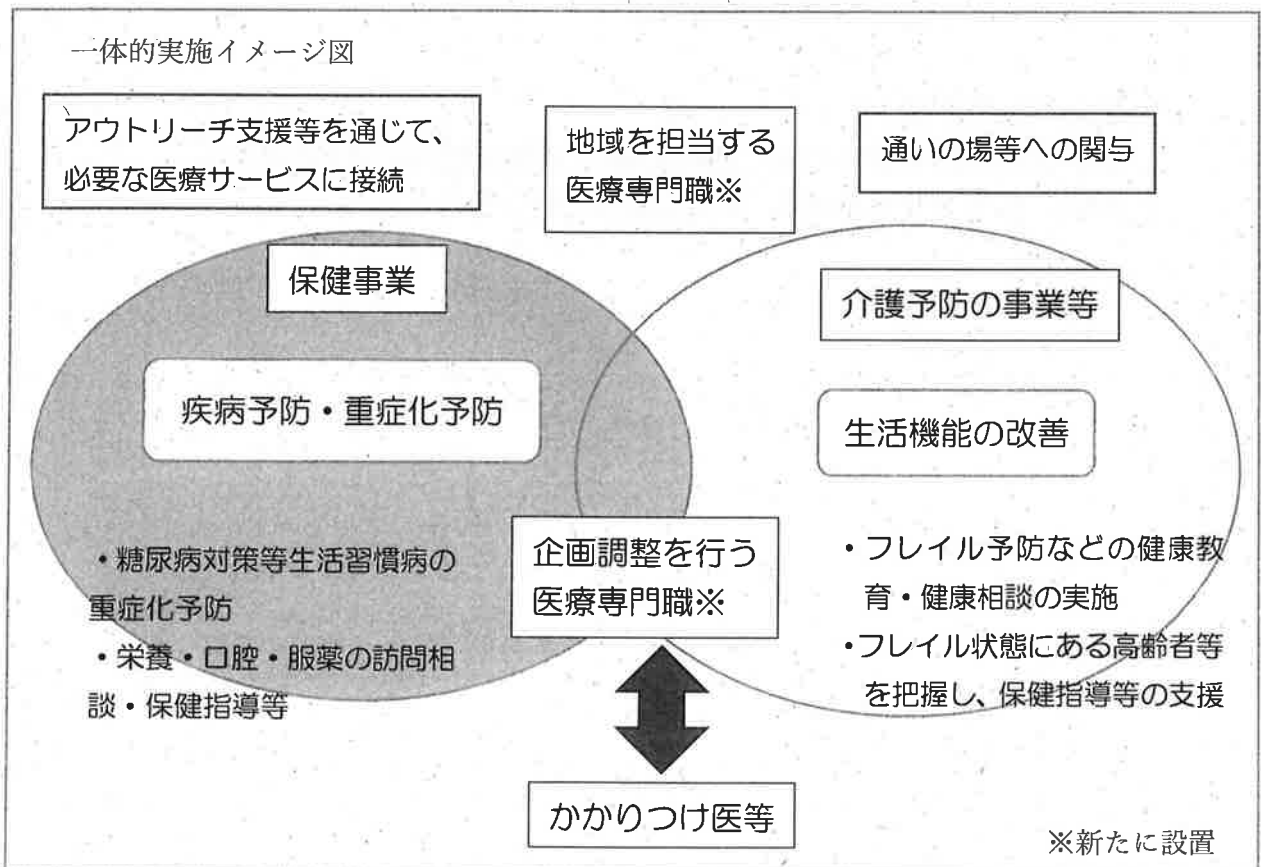 一体的実施イメージ図
アウトリーチ支援等を通じて、
必要な医療サービスに接続
地域を担当する
医療専門職※
通いの場等への関与
保健事業
介護予防の事業等
疾病予防・重症化予防
生活機能の改善
・糖尿病対策等生活習慣病の
重症化予防
・栄養・口腔・服薬の訪問相
談・保健指導等
企画調整を行う
医療専門職※
・フレイル予防などの健康教
育・健康相談の実施
・フレイル状態にある高齢者等
を把握し、保健指導等の支援
かかりつけ医等
※新たに設置